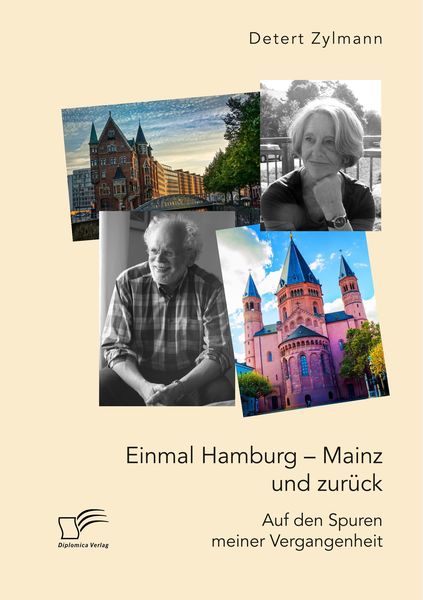 Detert Zylmann
Einmal Hamburg – Mainz
und zurück
Auf den Spuren
meiner Vergangenheit
Diplomica Verlag